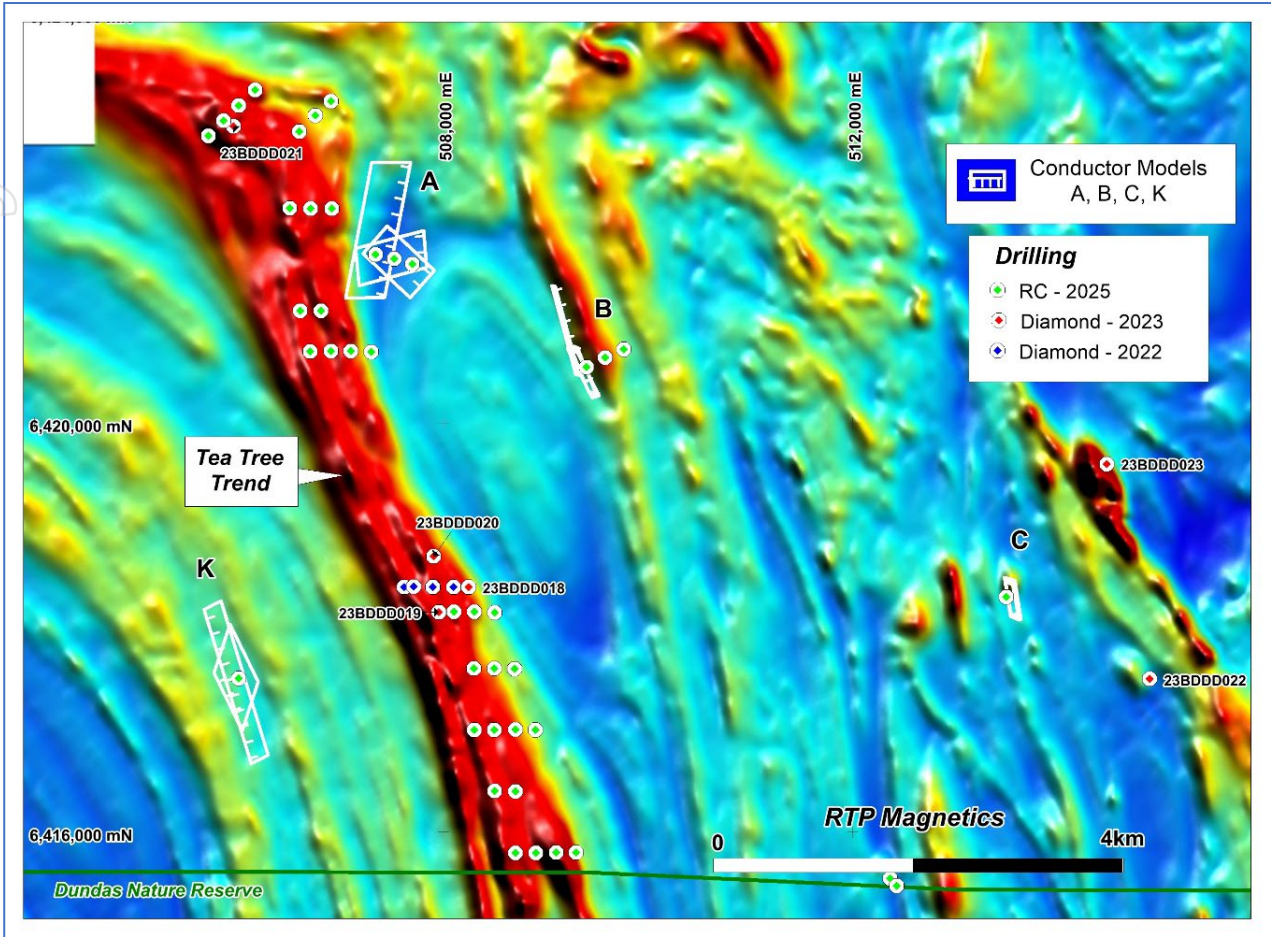 508,000 mE
512,000 mE
23BDDD021
A
Conductor Models
A, B, C, K
Drilling
RC - 2025
Diamond - 2023
Diamond - 2022
B
6,420,000 mN
Tea Tree
Trend
23BDDD023
23BDDD020
C
K
23BDDD018
23BDDD019
23BDDD022
6,416,000 mN
RTP Magnetics
0
4km
Dundas Nature Reserve